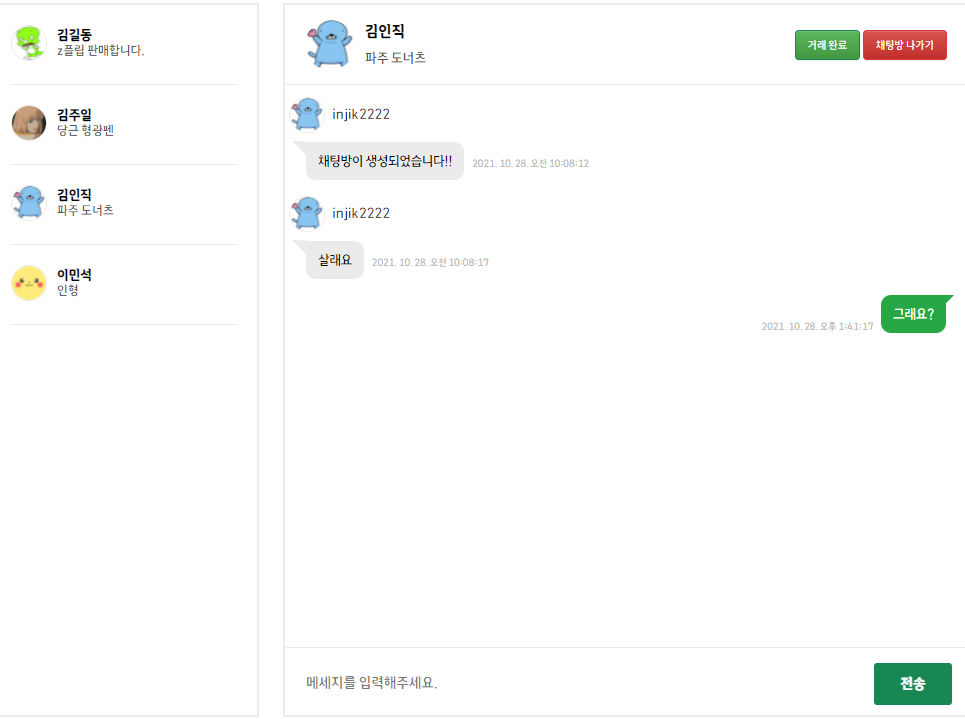 김길동
z플립 판매합니다.
김주일
당근 형광펜
김인직
파주 도너츠
이민석
인형
김인직
파주 도너츠
거래 완료
채팅방 나가기
injik2222
채팅방이 생성되었습니다!!
2021. 10. 28. 오전 10:08:12
injik2222
살래요
2021. 10. 28. 오전 10:08:17
그래요?
2021. 10. 28. 오후 1:41:17
메세지를 입력해주세요.
전송